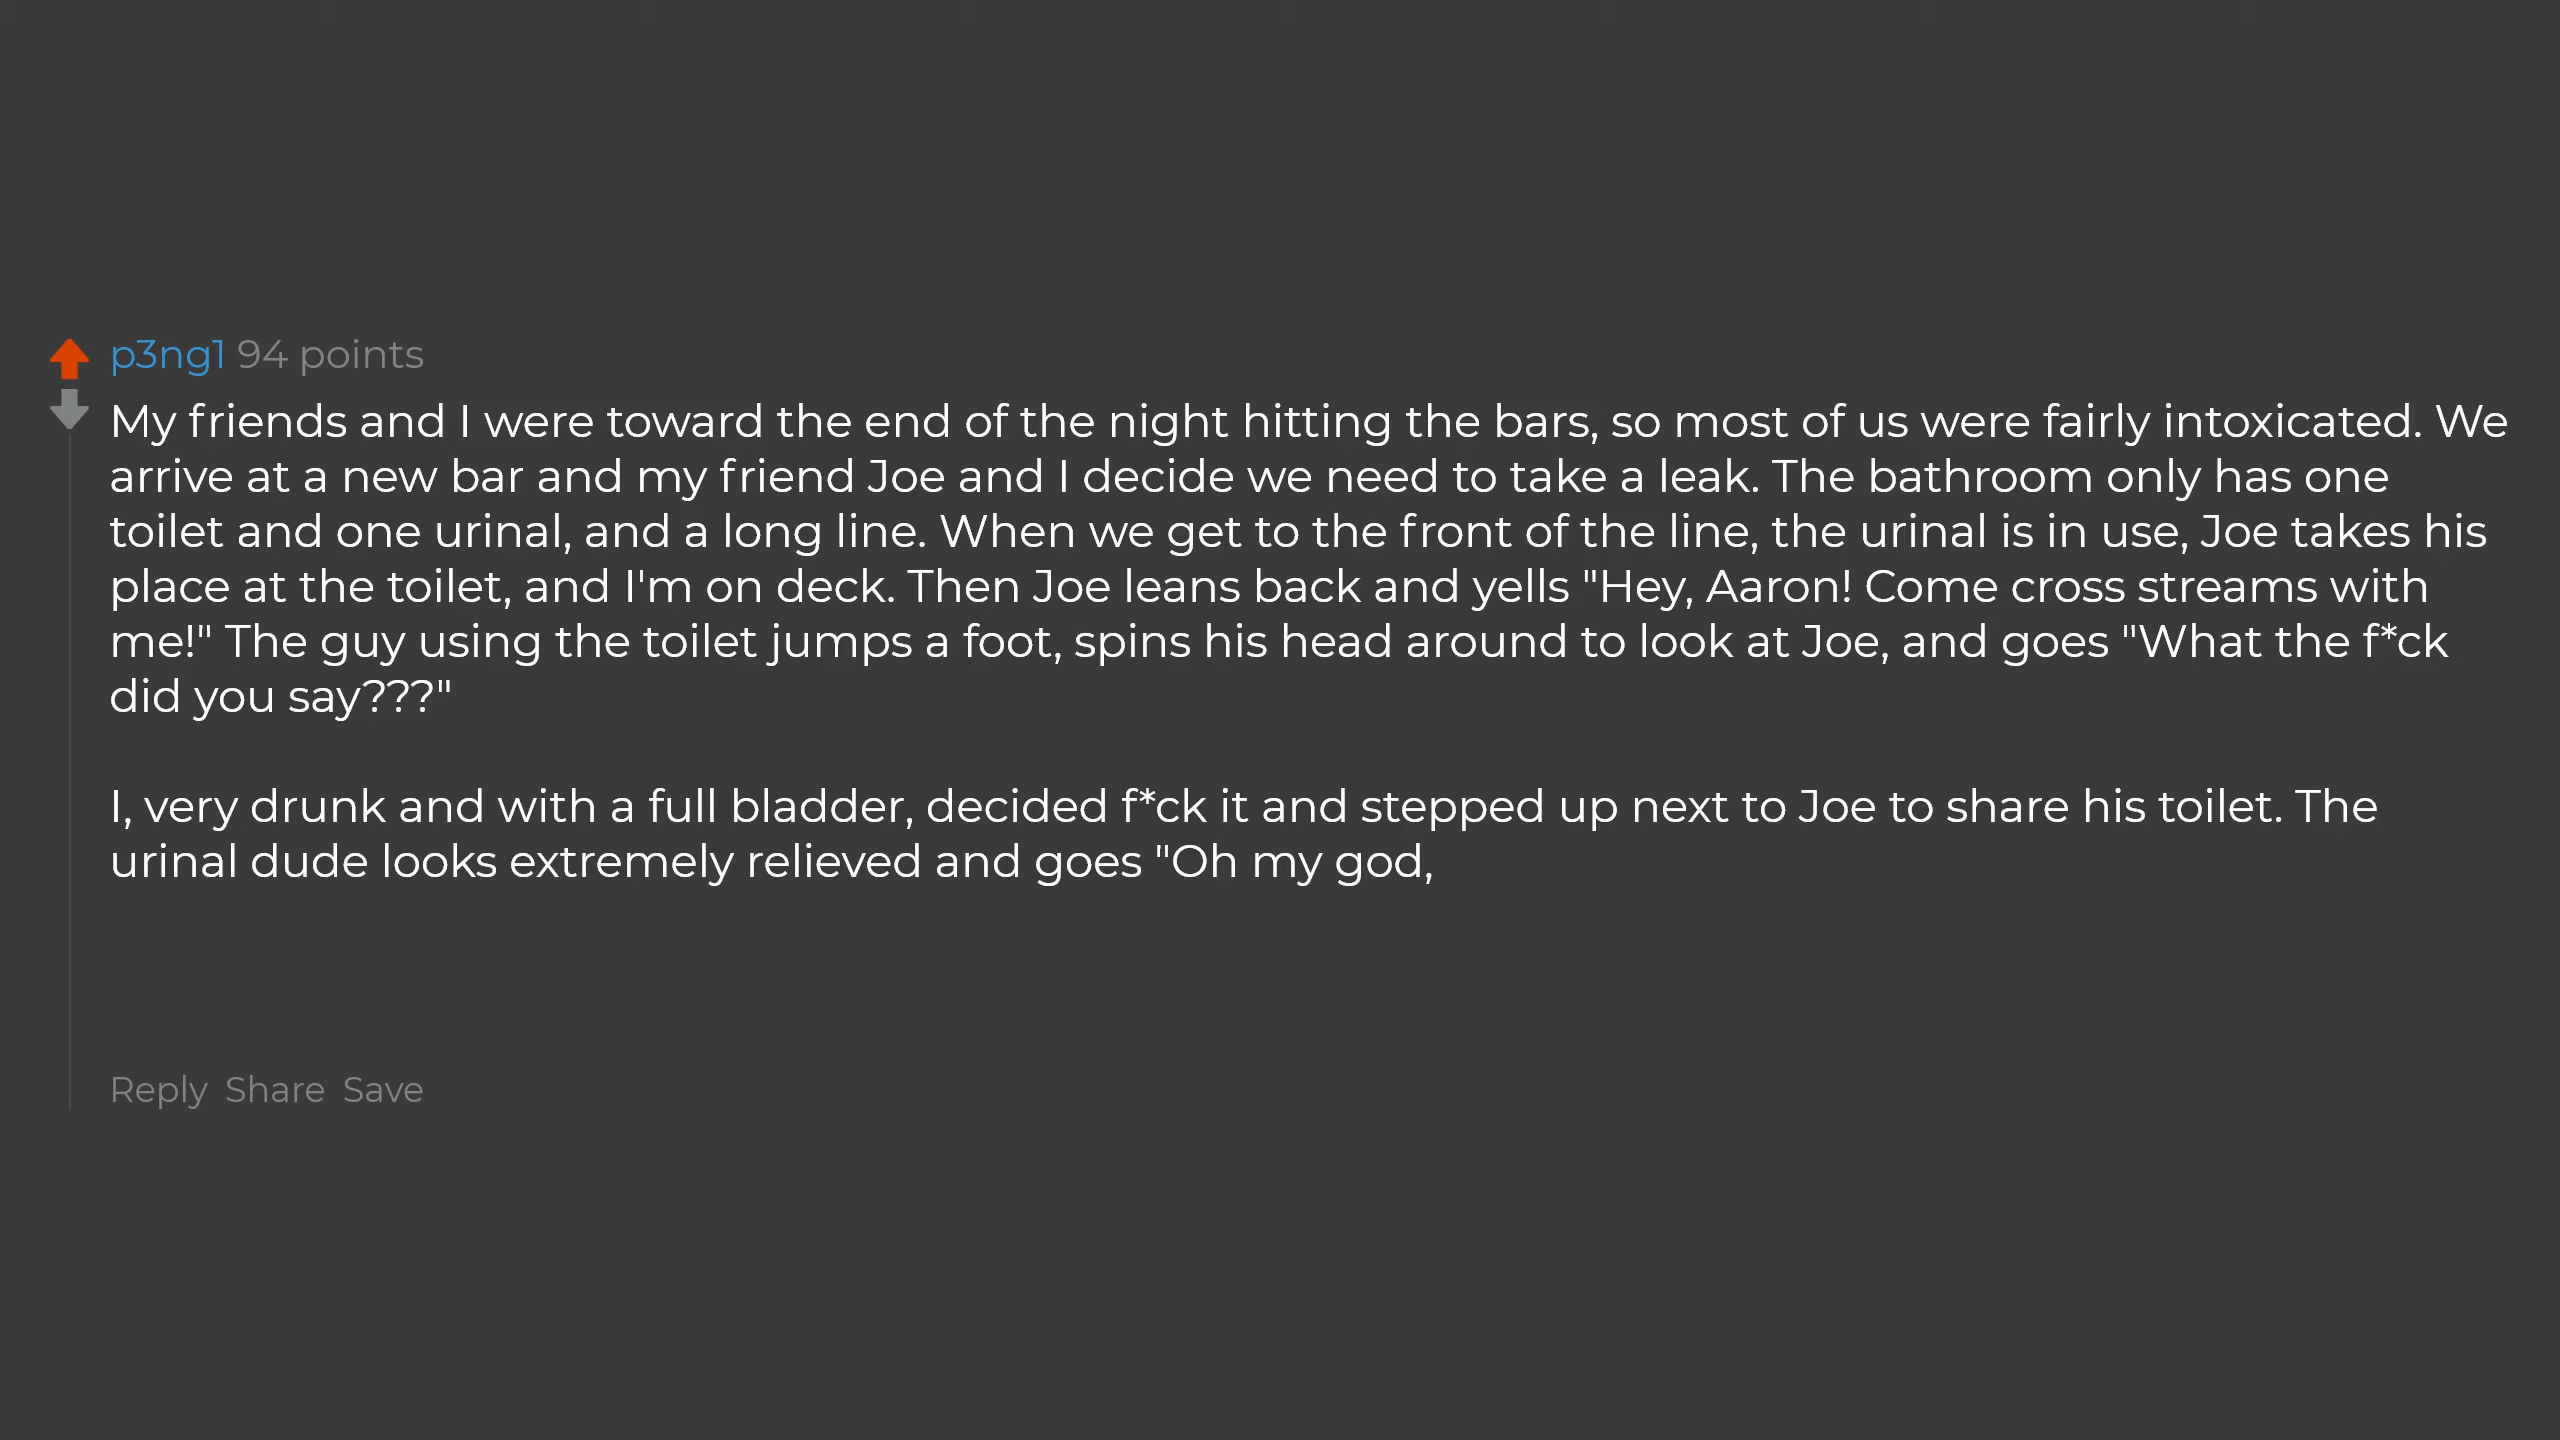 p3ng1 94 points
My friends and I were toward the end of the night hitting the bars, so most of us were fairly intoxicated. We
arrive at a new bar and my friend Joe and I decide we need to take a leak. The bathroom only has one
toilet and one urinal, and a long line. When we get to the front of the line, the urinal is in use, Joe takes his
place at the toilet, and I'm on deck. Then Joe leans back and yells "Hey, Aaron! Come cross streams with
me!" The guy using the toilet jumps a foot, spins his head around to look at Joe, and goes "What the f*ck
did you say???"
I, very drunk and with a full bladder, decided f*ck it and stepped up next to Joe to share his toilet. The
urinal dude looks extremely relieved and goes "Oh my god,
Reply Share Save